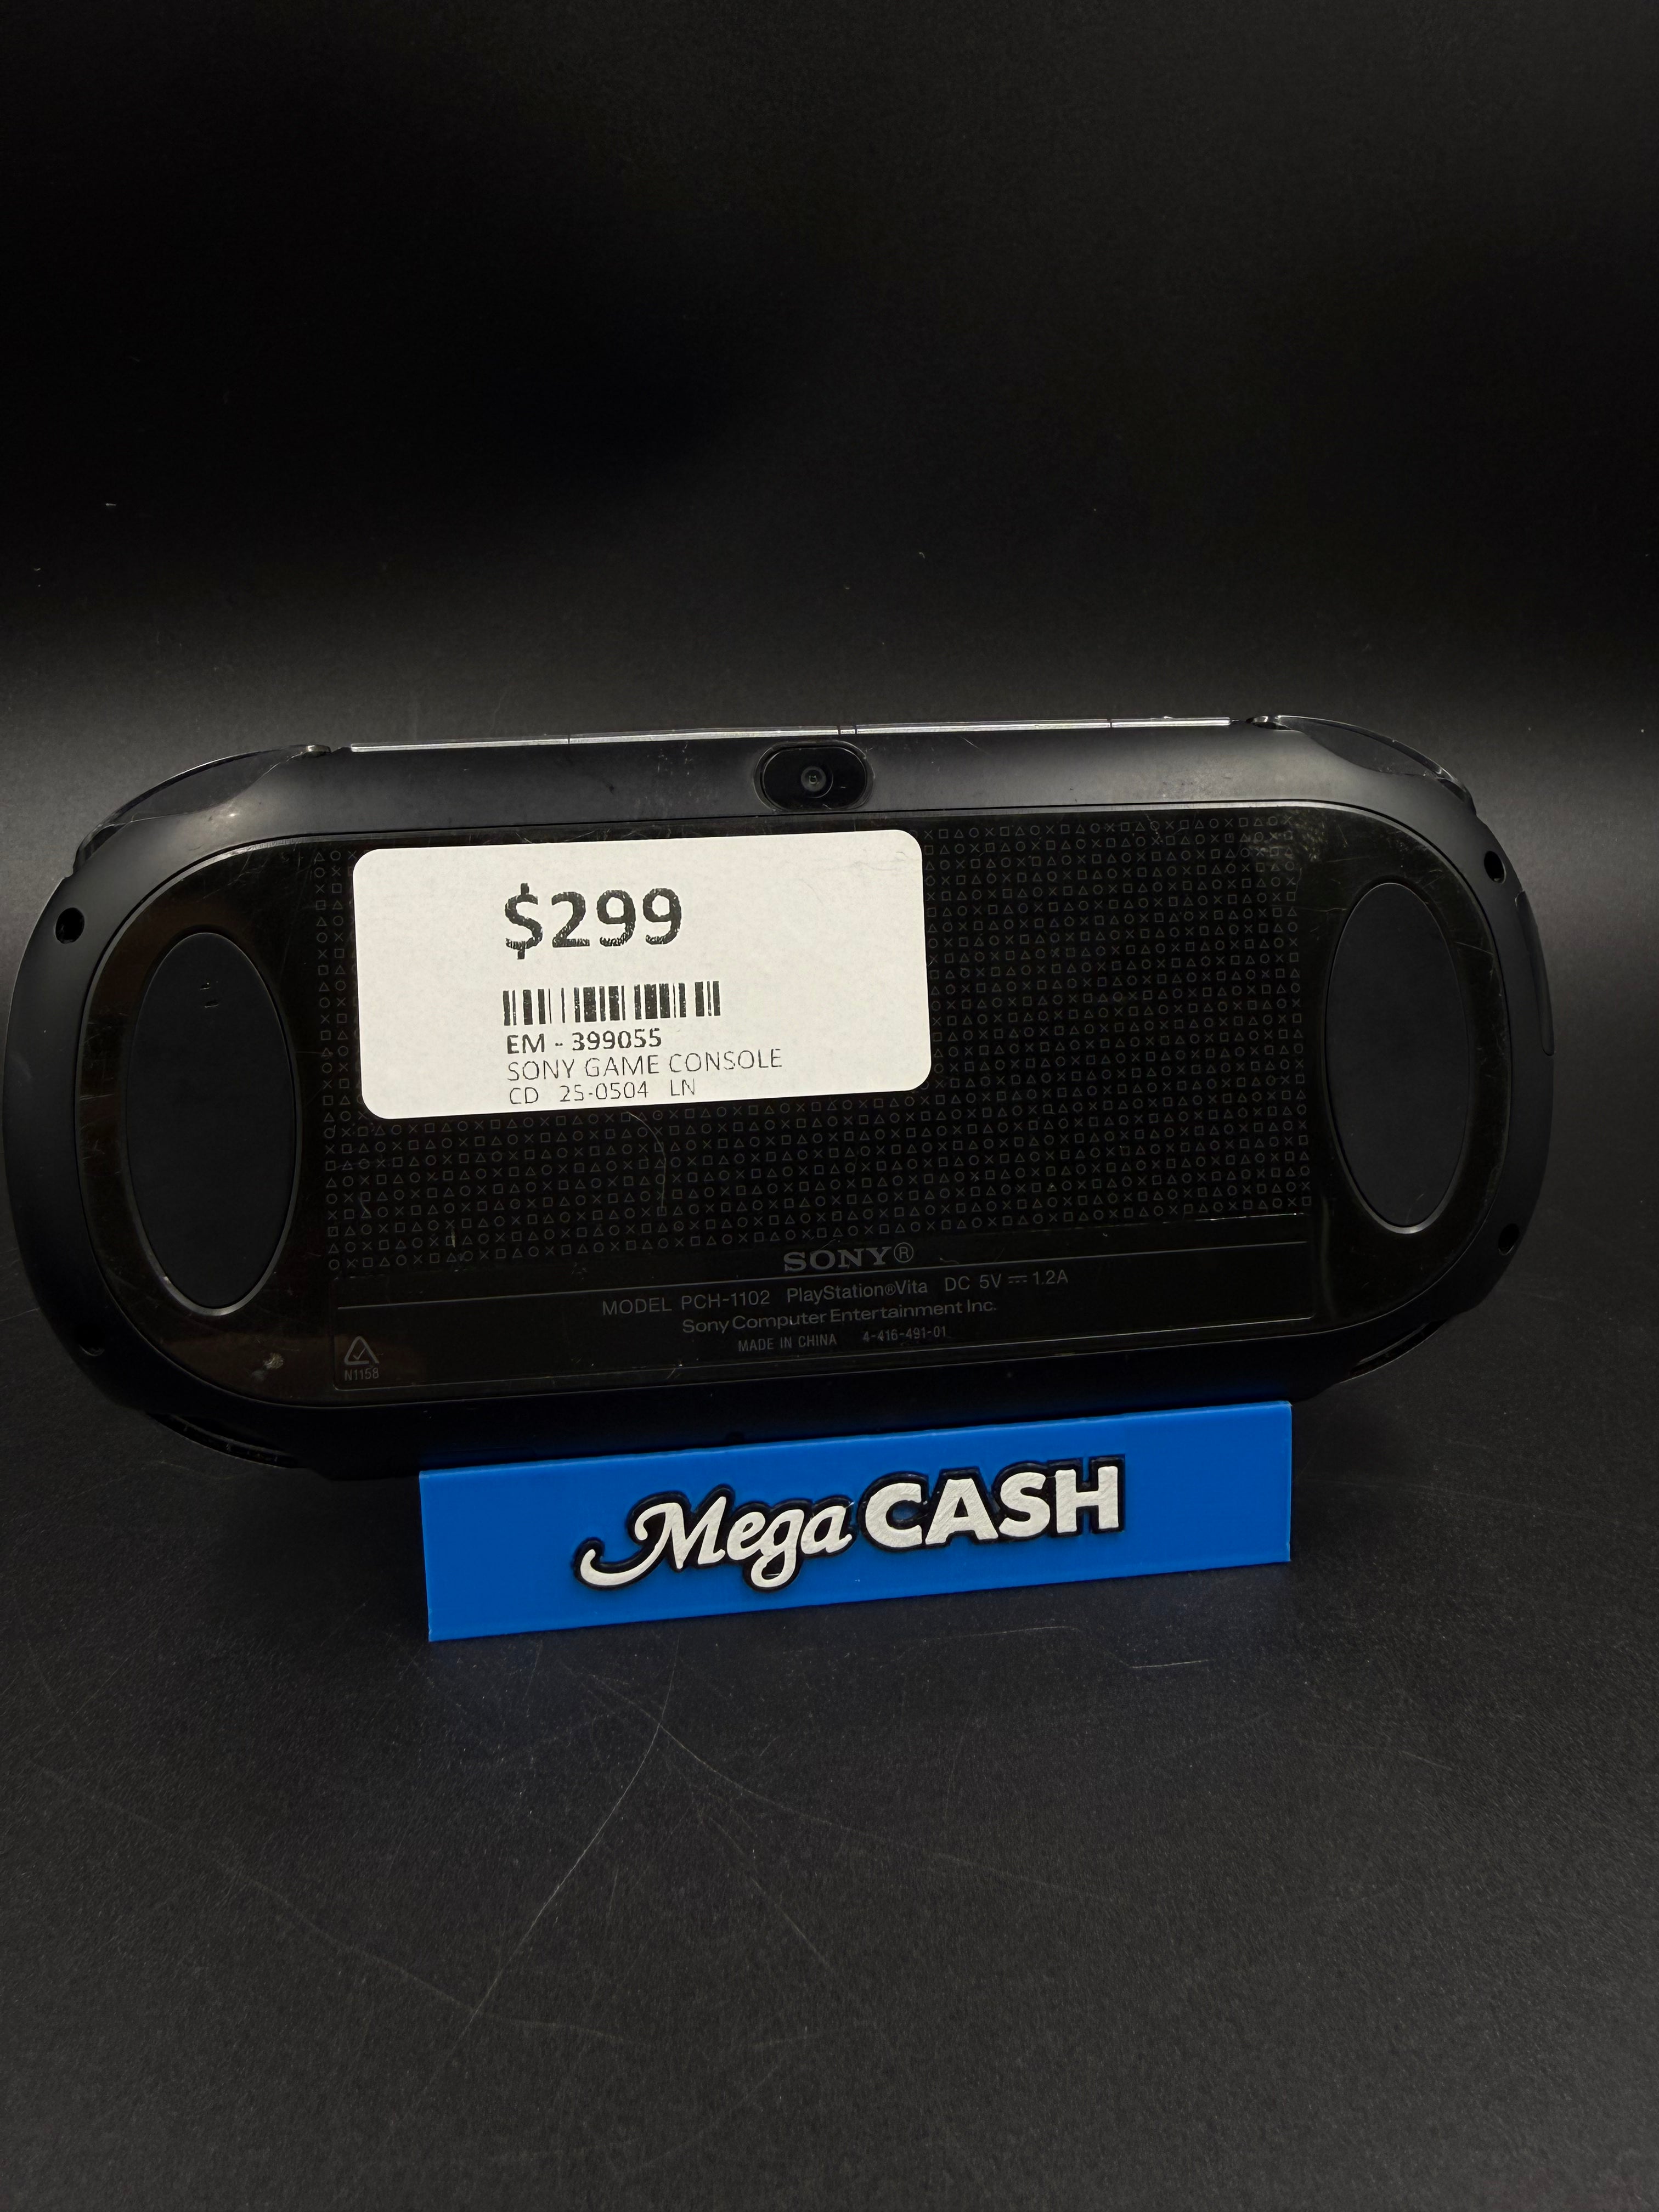 $299
EM - 399055
SONY GAME CONSOLE
CD 25-0504 LN
SONY®
MODEL PCH-1102 PlayStation®Vita DC 5V ⎓ 1.2A
Sony Computer Entertainment Inc.
MADE IN CHINA 4-416-491-01
N1158
Mega CASH